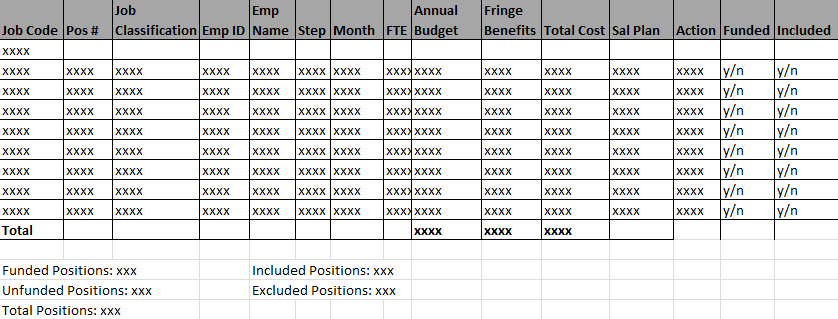 Job Emp Annual Fringe
Job Code Pos # Classification Emp ID Name Step Month FTE Budget Benefits Total Cost Sal Plan Action Funded Included
xxxx
xxxx xxxx xxxx xxxx xxxx xxxx xxxx xxxx xxxx xxxx xxxx xxxx xxxx y/n y/n
xxxx xxxx xxxx xxxx xxxx xxxx xxxx xxxx xxxx xxxx xxxx xxxx xxxx y/n y/n
xxxx xxxx xxxx xxxx xxxx xxxx xxxx xxxx xxxx xxxx xxxx xxxx xxxx y/n y/n
xxxx xxxx xxxx xxxx xxxx xxxx xxxx xxxx xxxx xxxx xxxx xxxx xxxx y/n y/n
xxxx xxxx xxxx xxxx xxxx xxxx xxxx xxxx xxxx xxxx xxxx xxxx xxxx y/n y/n
xxxx xxxx xxxx xxxx xxxx xxxx xxxx xxxx xxxx xxxx xxxx xxxx xxxx y/n y/n
xxxx xxxx xxxx xxxx xxxx xxxx xxxx xxxx xxxx xxxx xxxx xxxx xxxx y/n y/n
xxxx xxxx xxxx xxxx xxxx xxxx xxxx xxxx xxxx xxxx xxxx xxxx xxxx y/n y/n
Total xxxx xxxx xxxx
Funded Positions: xxx Included Positions: xxx
Unfunded Positions: xxx Excluded Positions: xxx
Total Positions: xxx